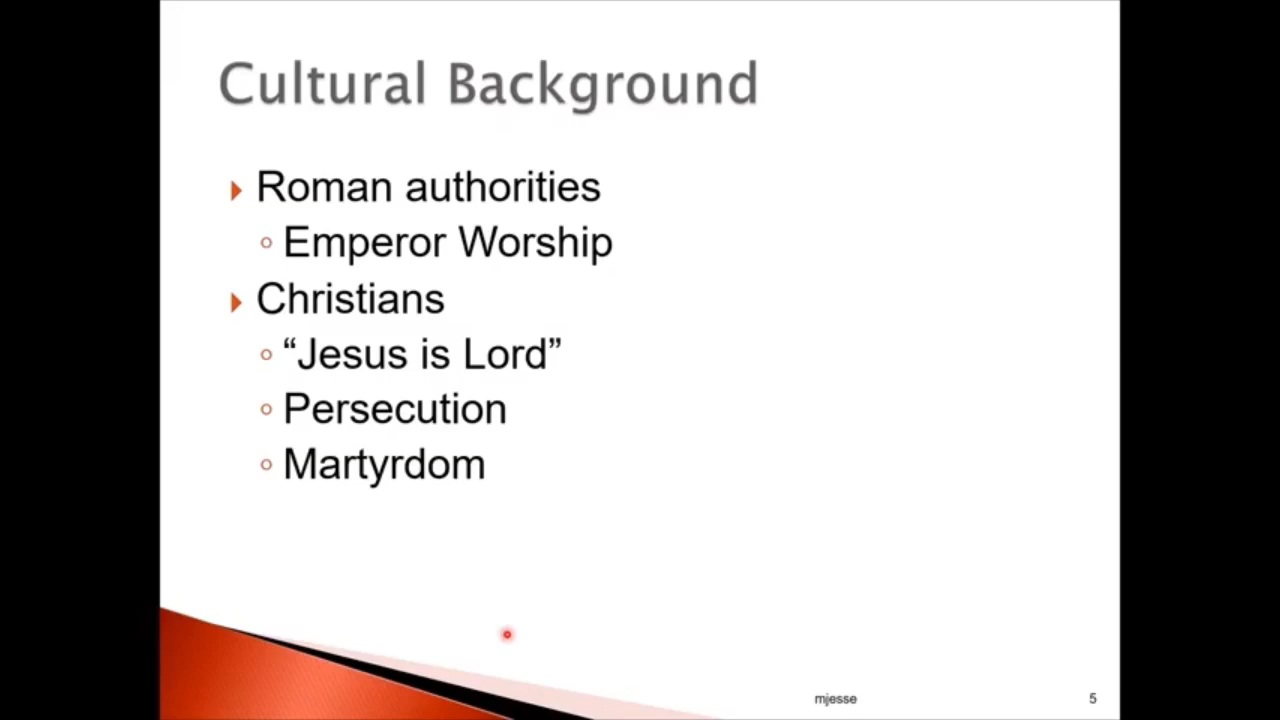 Cultural Background
Roman authorities
Emperor Worship
Christians
“Jesus is Lord”
Persecution
Martyrdom
mjesse
5